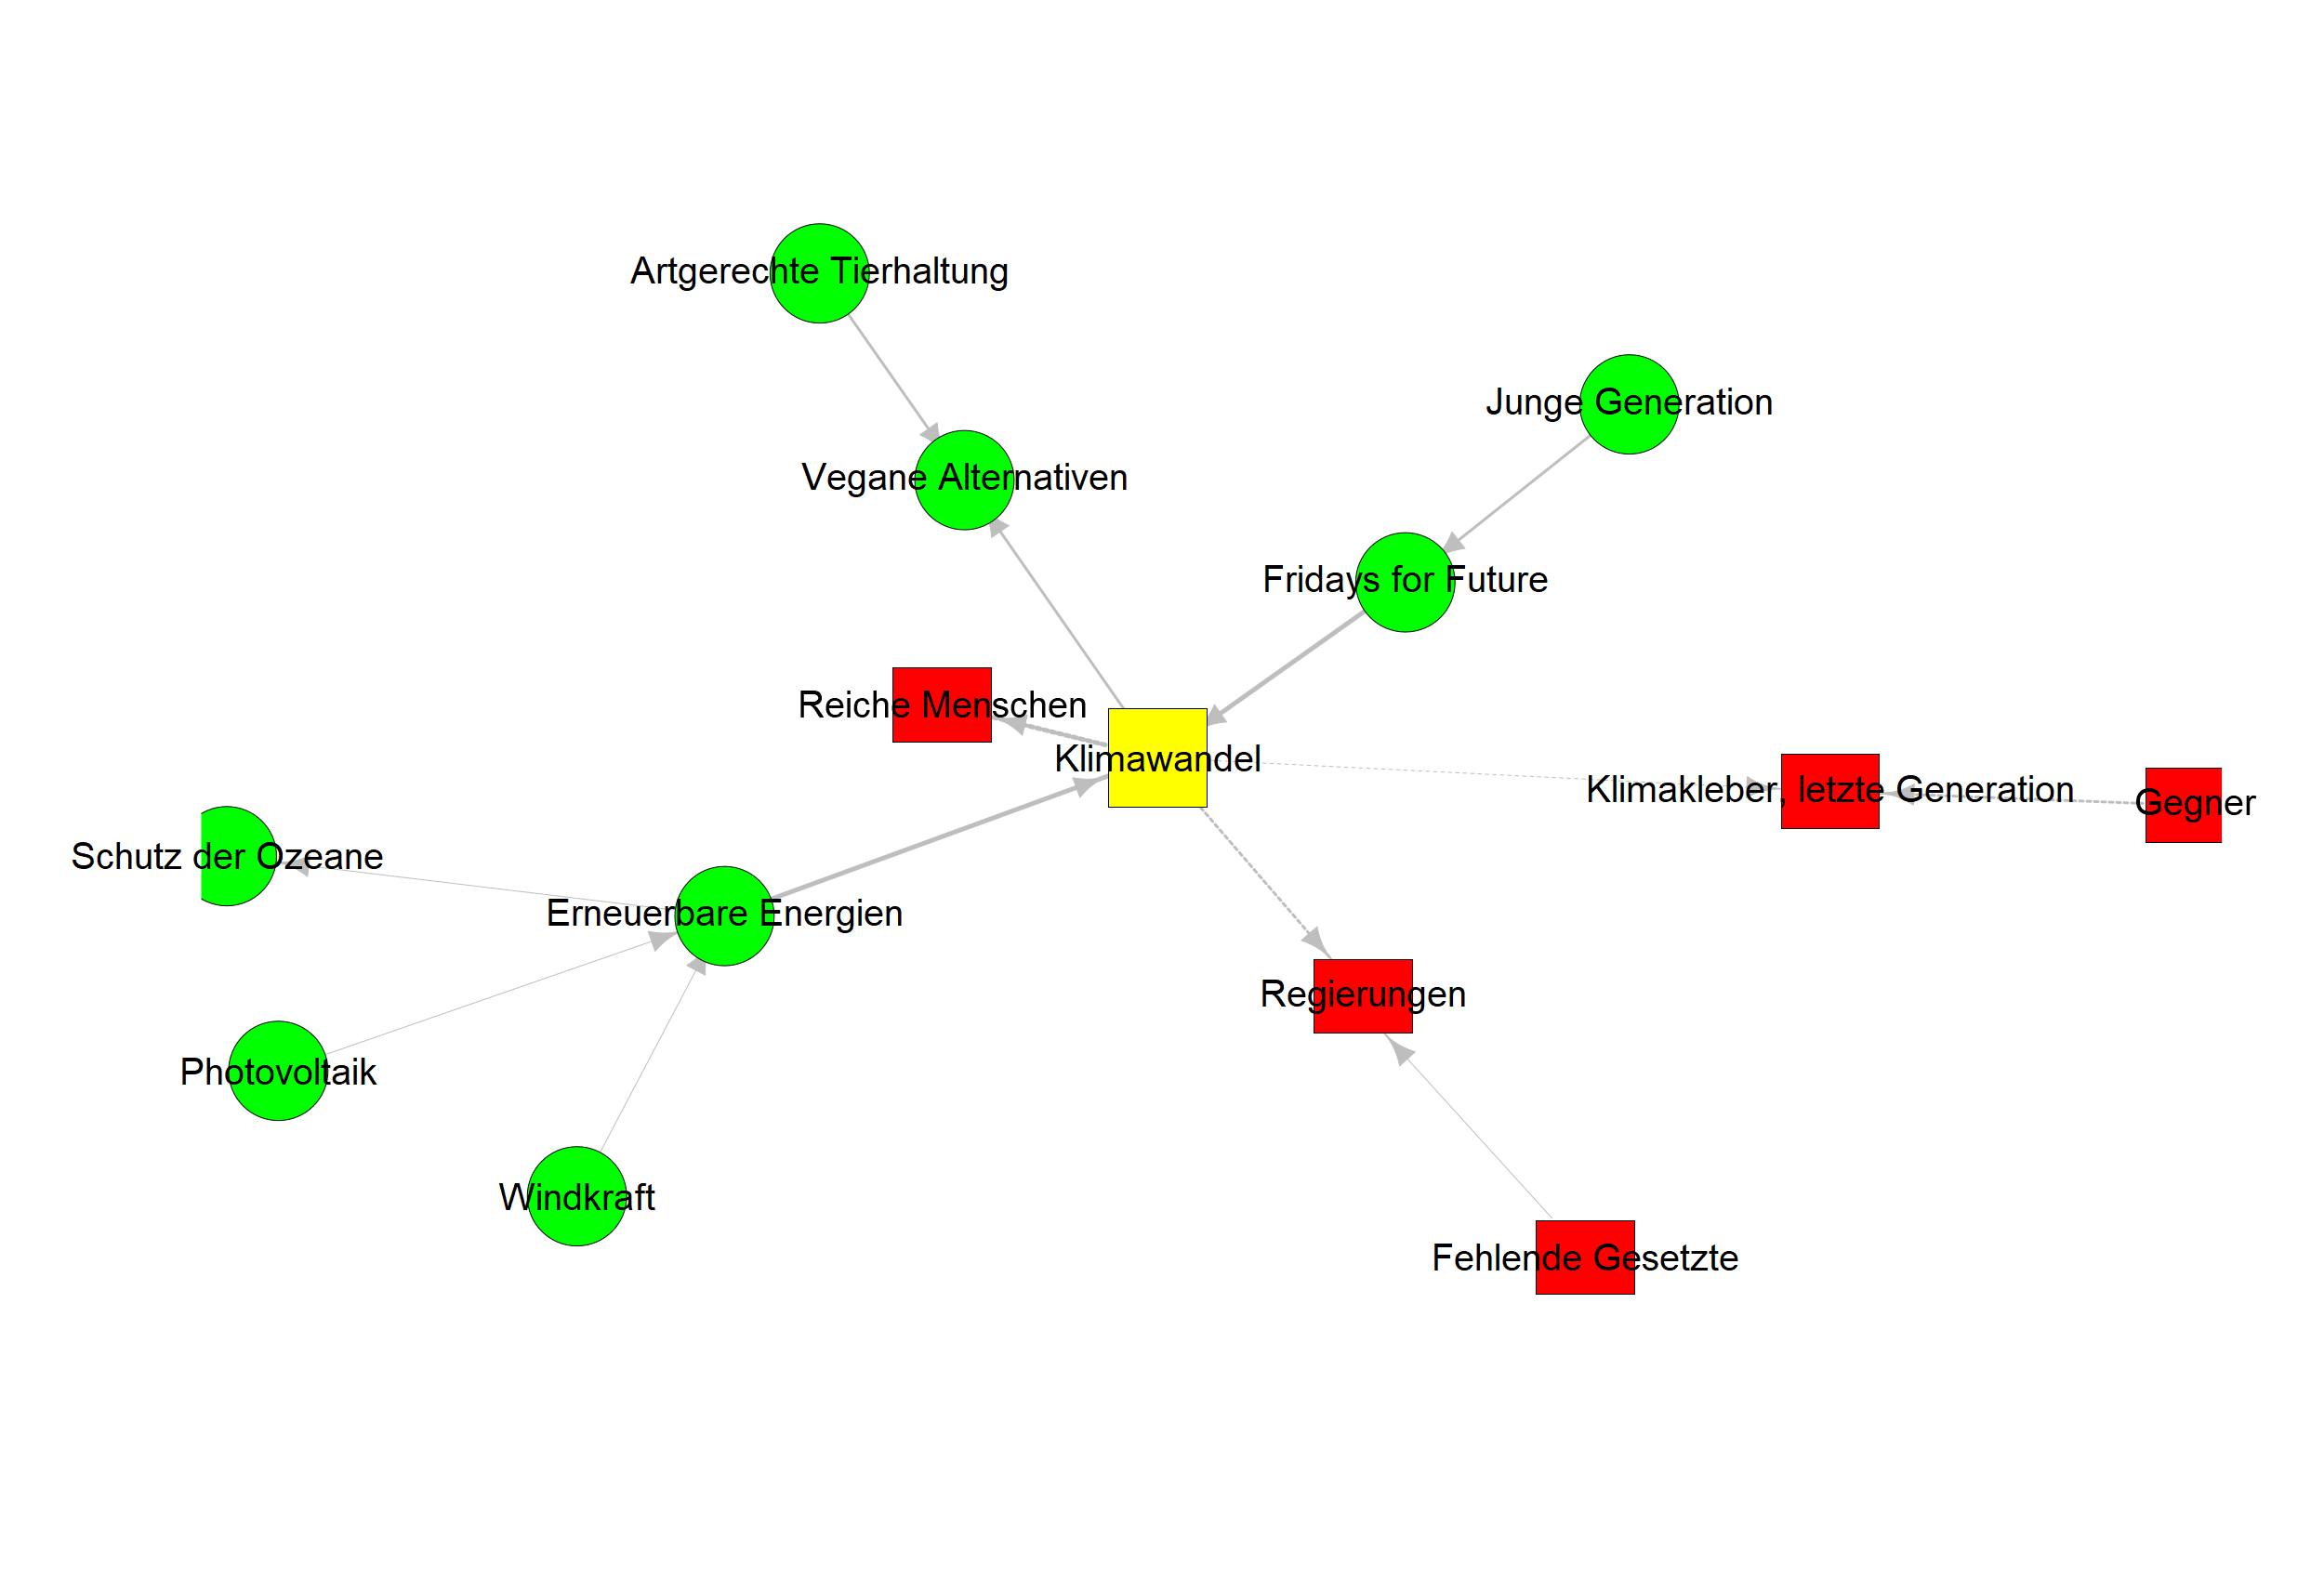 Artgerechte Tierhaltung
Junge Generation
Vegane Alternativen
Fridays for Future
Reiche Menschen
Klimawandel
Klimakleber, letzte Generation
Gegner
Schutz der Ozeane
Erneuerbare Energien
Regierungen
Photovoltaik
Windkraft
Fehlende Gesetzte